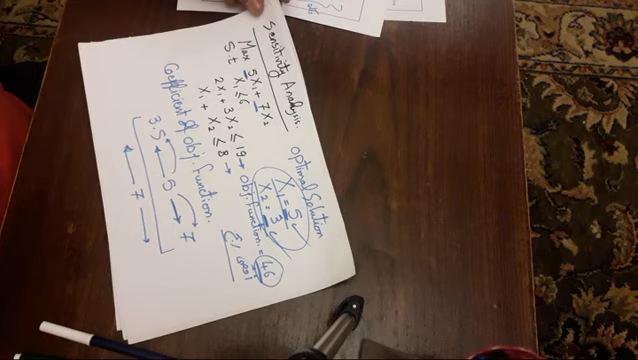 Sensitivity Analysis.
Max 5X₁ + 7X₂
S.t X₁ ≤ 6
2X₁ + 3X₂ ≤ 19
X₁ + X₂ ≤ 8
Optimal Solution
X₁ = 5
X₂ = 3
obj. function = 46
Coefficient of obj. function.
3.5 5 7
7